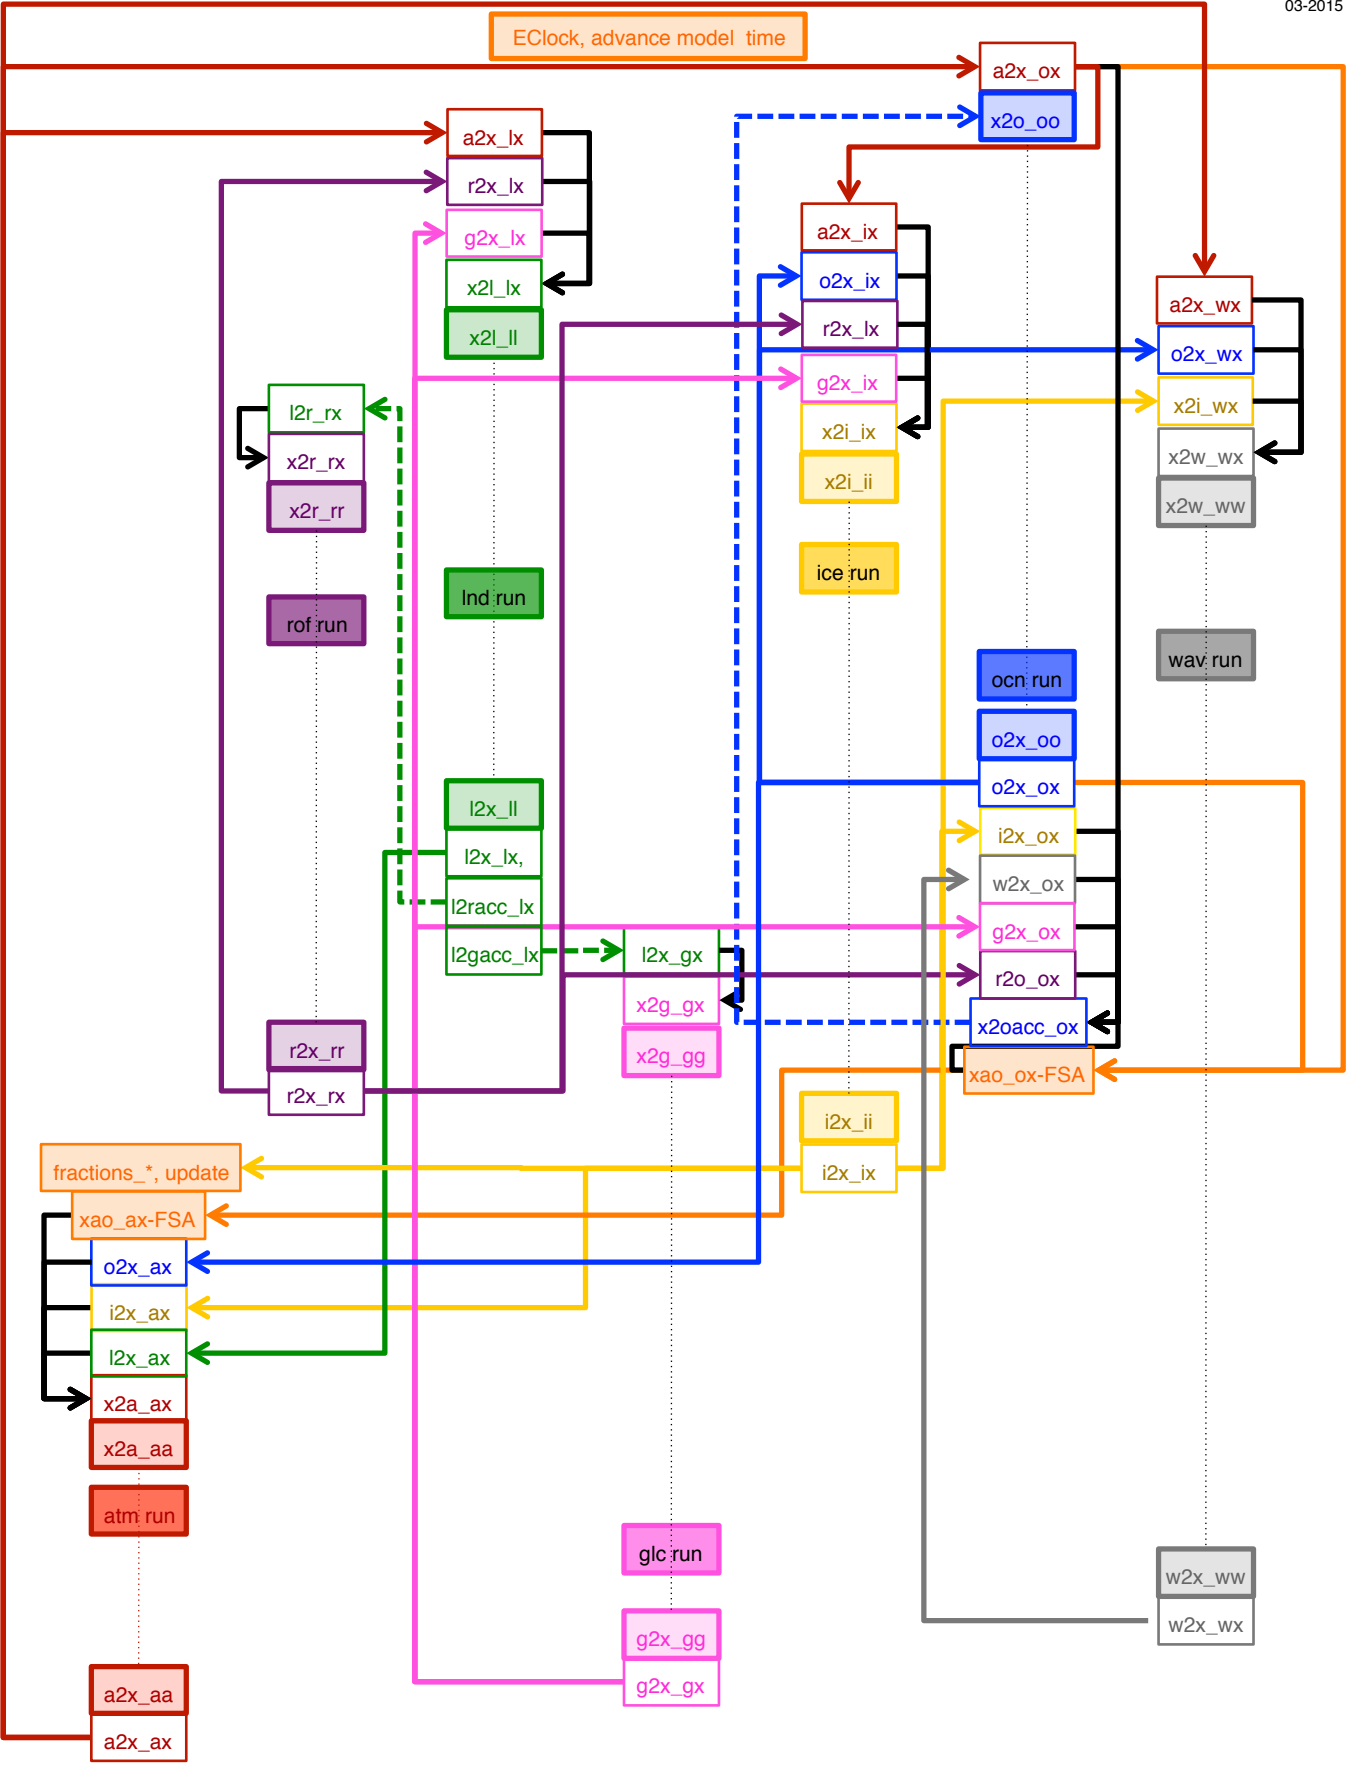 03-2015
EClock, advance model  time
a2x_ox
x2o_oo
a2x_lx
r2x_lx
g2x_lx
x2l_lx
x2l_ll
a2x_ix
o2x_ix
r2x_lx
g2x_ix
x2i_ix
x2i_ii
a2x_wx
o2x_wx
x2i_wx
x2w_wx
x2w_ww
l2r_rx
x2r_rx
x2r_rr
ice run
lnd run
rof run
wav run
ocn run
o2x_oo
o2x_ox
i2x_ox
w2x_ox
g2x_ox
r2o_ox
x2oacc_ox
xao_ox-FSA
l2x_ll
l2x_lx,
l2racc_lx
l2gacc_lx
l2x_gx
x2g_gx
x2g_gg
r2x_rr
r2x_rx
i2x_ii
i2x_ix
fractions_*, update
xao_ax-FSA
o2x_ax
i2x_ax
l2x_ax
x2a_ax
x2a_aa
atm run
glc run
w2x_ww
w2x_wx
g2x_gg
g2x_gx
a2x_aa
a2x_ax